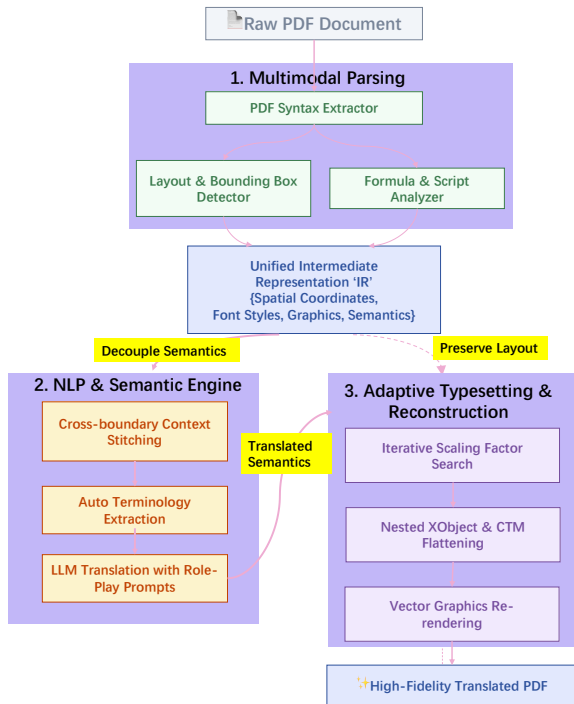 Raw PDF Document
1. Multimodal Parsing
PDF Syntax Extractor
Layout & Bounding Box
Detector
Formula & Script
Analyzer
Unified Intermediate
Representation ‘IR’
{Spatial Coordinates,
Font Styles, Graphics, Semantics}
Decouple Semantics
Preserve Layout
2. NLP & Semantic Engine
Cross-boundary Context
Stitching
Auto Terminology
Extraction
LLM Translation with Role-
Play Prompts
Translated
Semantics
3. Adaptive Typesetting &
Reconstruction
Iterative Scaling Factor
Search
Nested XObject & CTM
Flattening
Vector Graphics Re-
rendering
✨High-Fidelity Translated PDF